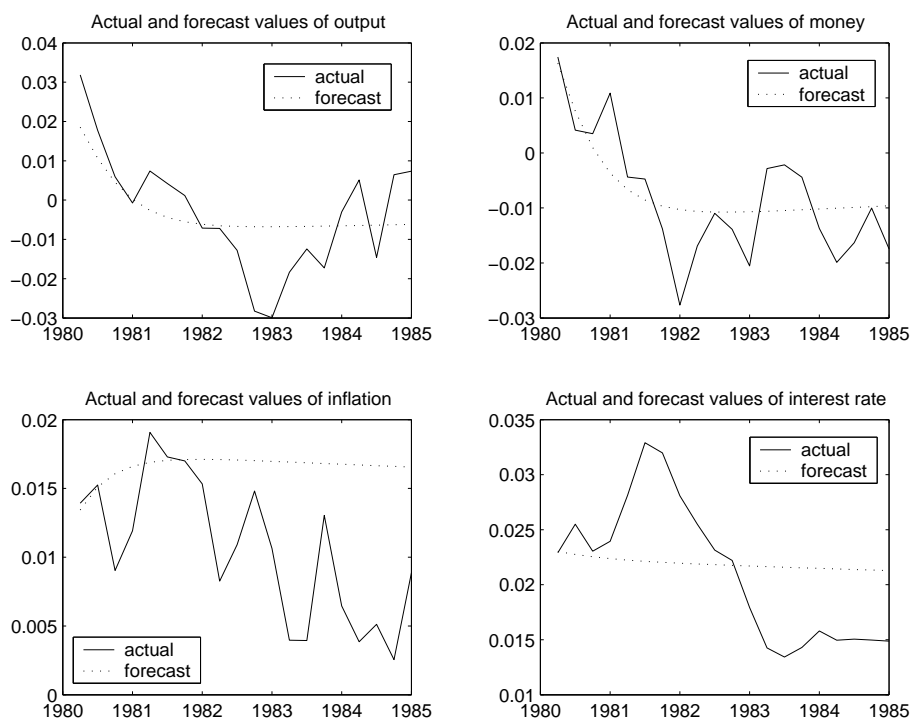 Actual and forecast values of output
0.04
0.03
0.02
0.01
0
−0.01
−0.02
−0.03
1980 1981 1982 1983 1984 1985
actual
forecast
Actual and forecast values of money
0.02
0.01
0
−0.01
−0.02
−0.03
1980 1981 1982 1983 1984 1985
actual
forecast
Actual and forecast values of inflation
0.02
0.015
0.01
0.005
0
1980 1981 1982 1983 1984 1985
actual
forecast
Actual and forecast values of interest rate
0.035
0.03
0.025
0.02
0.015
0.01
1980 1981 1982 1983 1984 1985
actual
forecast